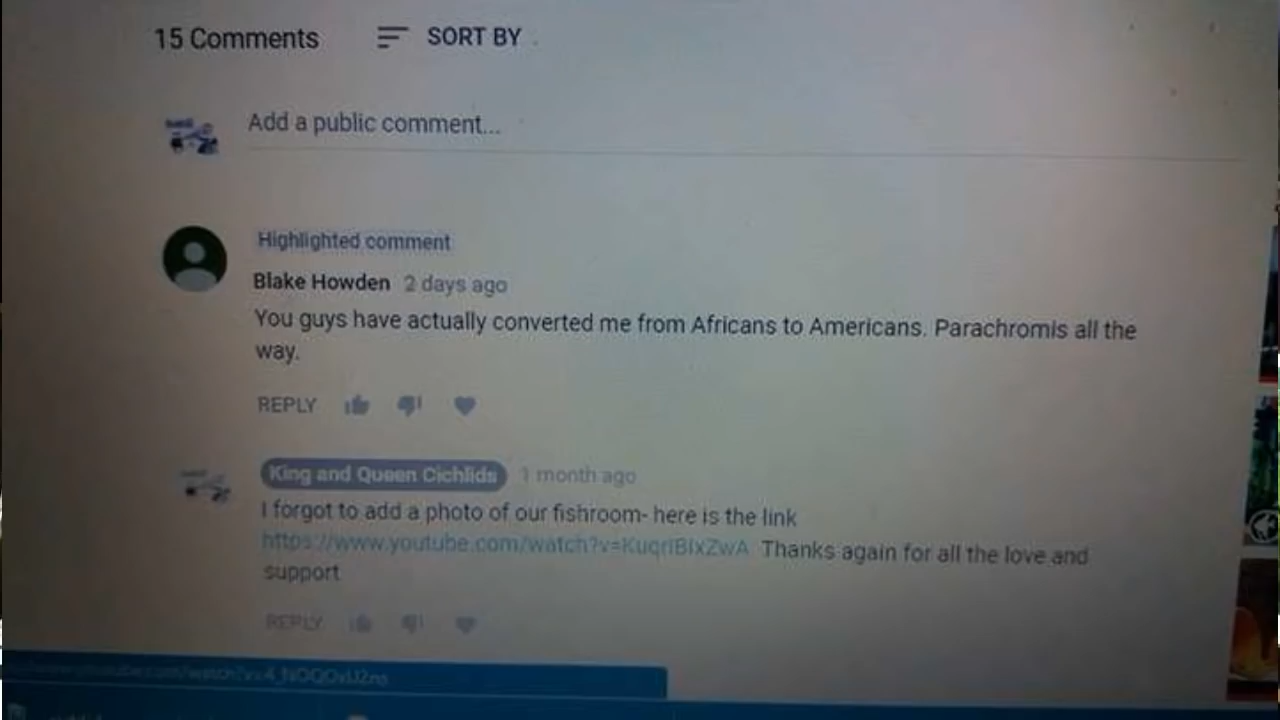 15 Comments
SORT BY
Add a public comment...
Highlighted comment
Blake Howden 2 days ago
You guys have actually converted me from Africans to Americans. Parachromis all the
way.
REPLY
King and Queen Cichlids 1 month ago
I forgot to add a photo of our fishroom- here is the link
https://www.youtube.com/watch?v= Thanks again for all the love and
support
REPLY